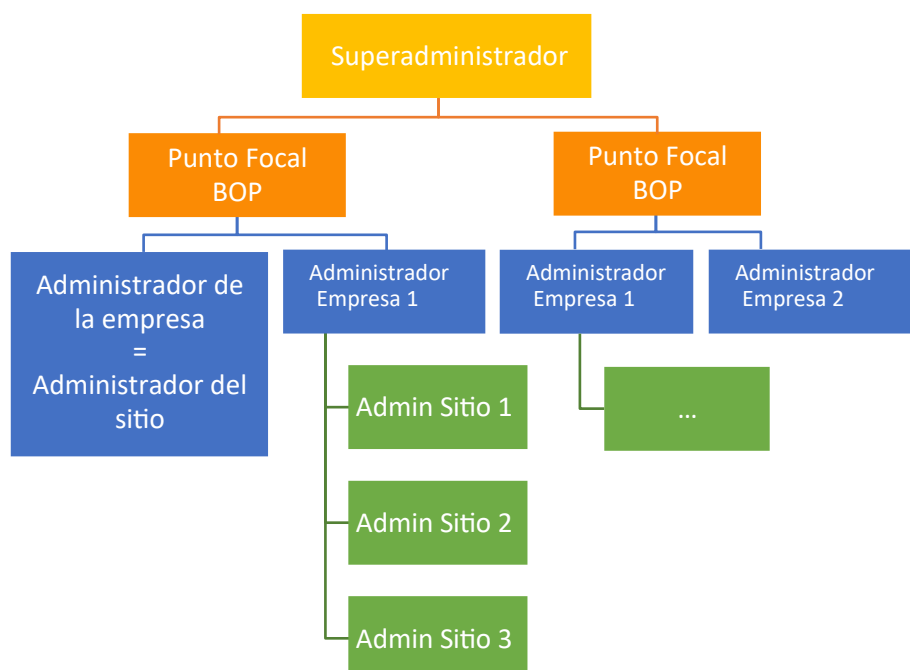 Superadministrador
Punto Focal
BOP
Punto Focal
BOP
Administrador de
la empresa
=
Administrador del
sitio
Administrador
Empresa 1
Administrador
Empresa 1
Administrador
Empresa 2
Admin Sitio 1
...
Admin Sitio 2
Admin Sitio 3